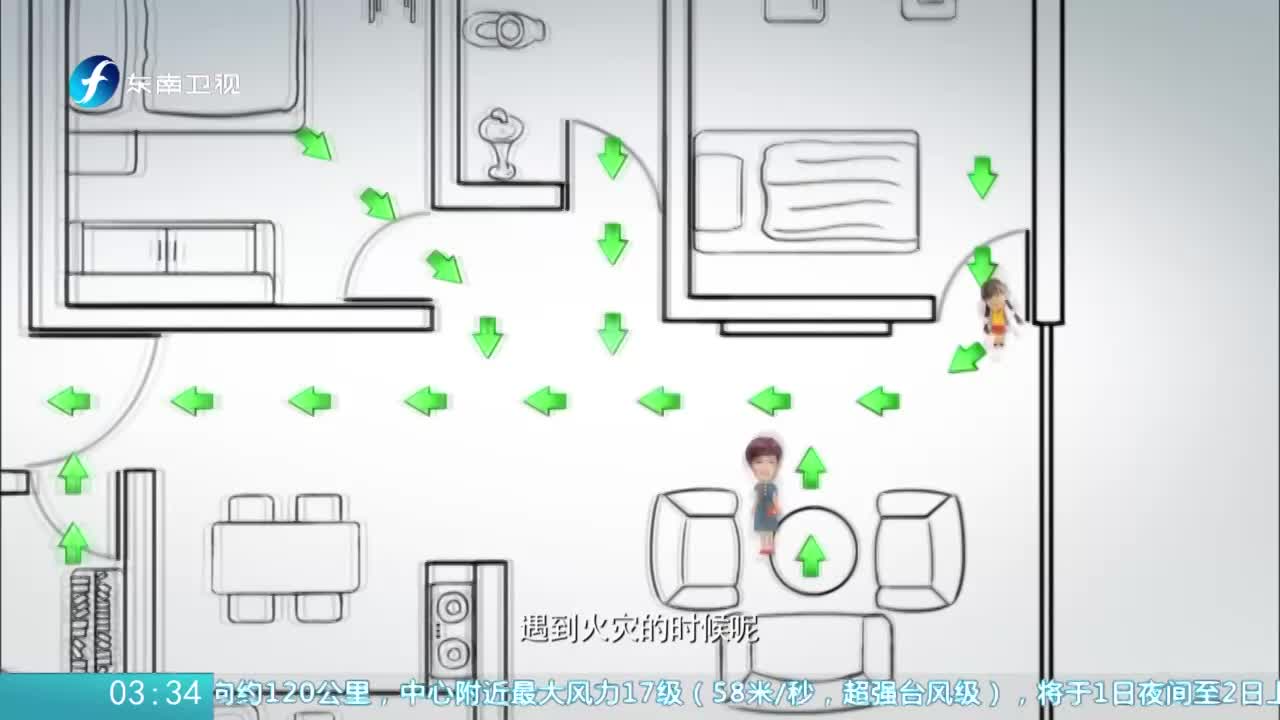 东南卫视
遇到火灾的时候呢
03:34
向约120公里，中心附近最大风力17级（58米/秒，超强台风级），将于1日夜间至2日上